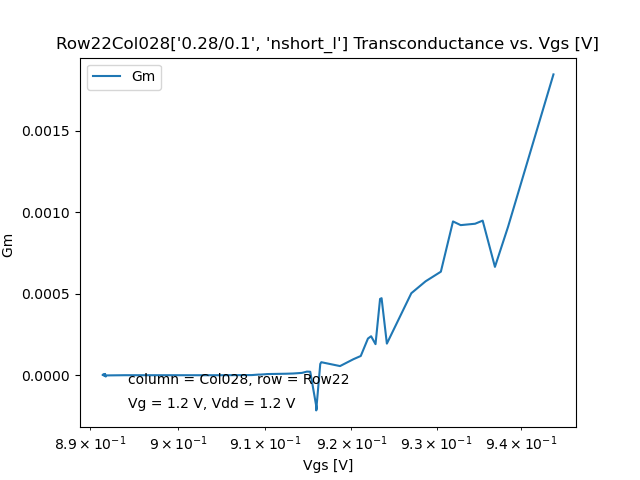 Row22Col028['0.28/0.1', 'nshort_l'] Transconductance vs. Vgs [V]
Gm
0.0015
0.0010
0.0005
0.0000
Gm
column = Col028, row = Row22
Vg = 1.2 V, Vdd = 1.2 V
8.9 × 10⁻¹ 9 × 10⁻¹ 9.1 × 10⁻¹ 9.2 × 10⁻¹ 9.3 × 10⁻¹ 9.4 × 10⁻¹
Vgs [V]